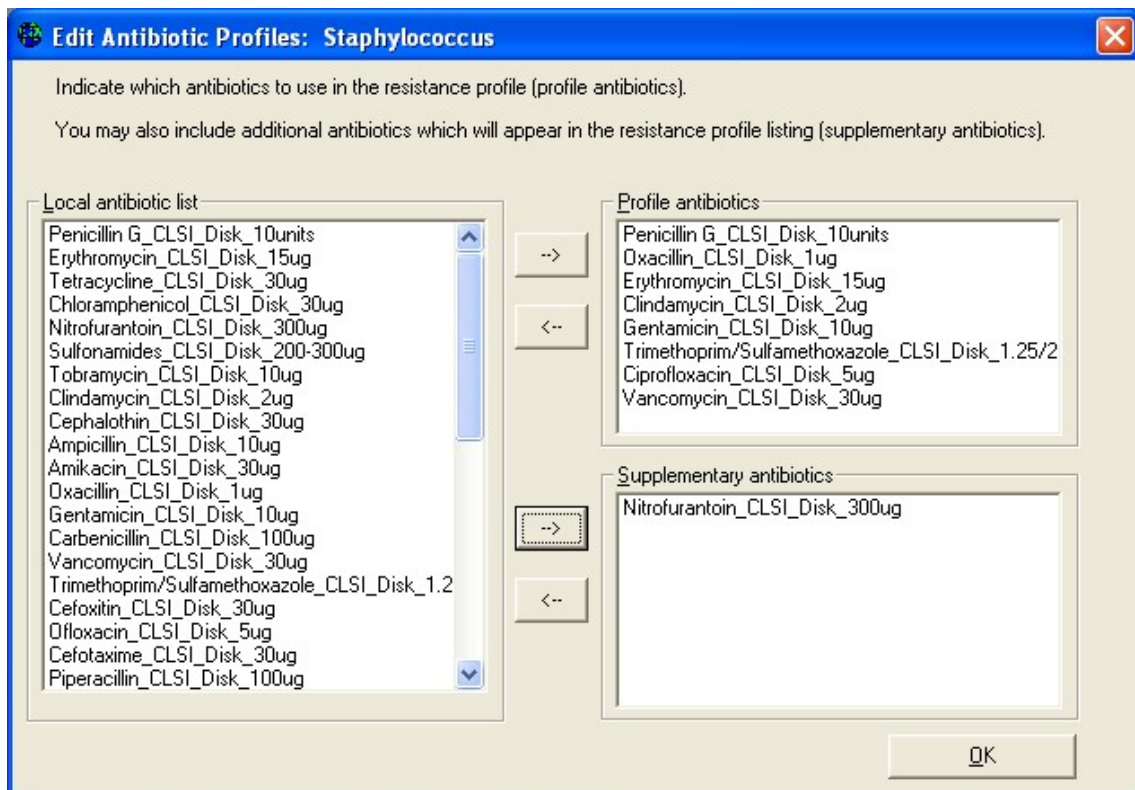 Edit Antibiotic Profiles: Staphylococcus
Indicate which antibiotics to use in the resistance profile (profile antibiotics).
You may also include additional antibiotics which will appear in the resistance profile listing (supplementary antibiotics).
Local antibiotic list
Penicillin G_CLSI_Disk_10units
Erythromycin_CLSI_Disk_15ug
Tetracycline_CLSI_Disk_30ug
Chloramphenicol_CLSI_Disk_30ug
Nitrofurantoin_CLSI_Disk_300ug
Sulfonamides_CLSI_Disk_200-300ug
Tobramycin_CLSI_Disk_10ug
Clindamycin_CLSI_Disk_2ug
Cephalothin_CLSI_Disk_30ug
Ampicillin_CLSI_Disk_10ug
Amikacin_CLSI_Disk_30ug
Oxacillin_CLSI_Disk_1ug
Gentamicin_CLSI_Disk_10ug
Carbenicillin_CLSI_Disk_100ug
Vancomycin_CLSI_Disk_30ug
Trimethoprim/Sulfamethoxazole_CLSI_Disk_1.2
Cefoxitin_CLSI_Disk_30ug
Ofloxacin_CLSI_Disk_5ug
Cefotaxime_CLSI_Disk_30ug
Piperacillin_CLSI_Disk_100ug
-->
<--
-->
<--
Profile antibiotics
Penicillin G_CLSI_Disk_10units
Oxacillin_CLSI_Disk_1ug
Erythromycin_CLSI_Disk_15ug
Clindamycin_CLSI_Disk_2ug
Gentamicin_CLSI_Disk_10ug
Trimethoprim/Sulfamethoxazole_CLSI_Disk_1.25/2
Ciprofloxacin_CLSI_Disk_5ug
Vancomycin_CLSI_Disk_30ug
Supplementary antibiotics
Nitrofurantoin_CLSI_Disk_300ug
OK